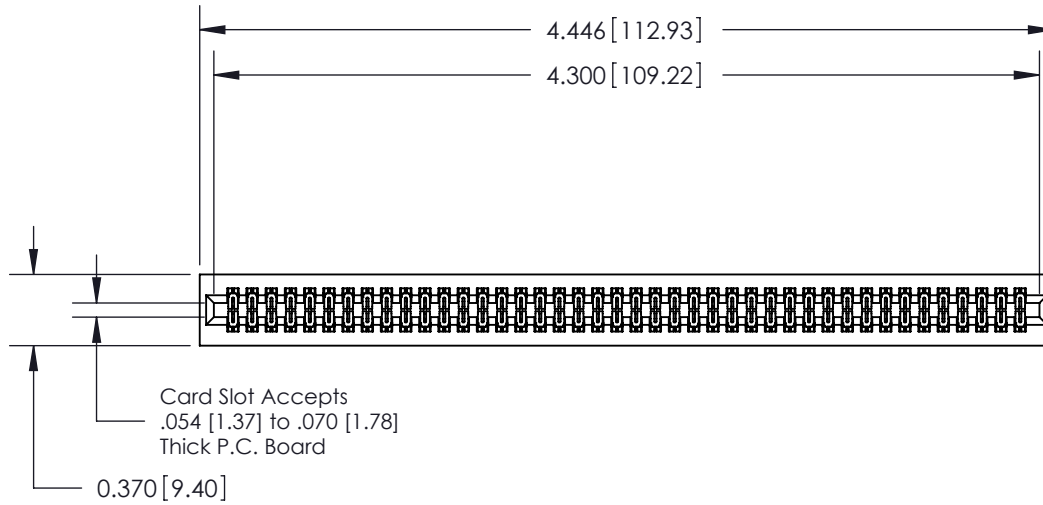 4.446 [112.93]
4.300 [109.22]
Card Slot Accepts
.054 [1.37] to .070 [1.78]
Thick P.C. Board
0.370 [9.40]